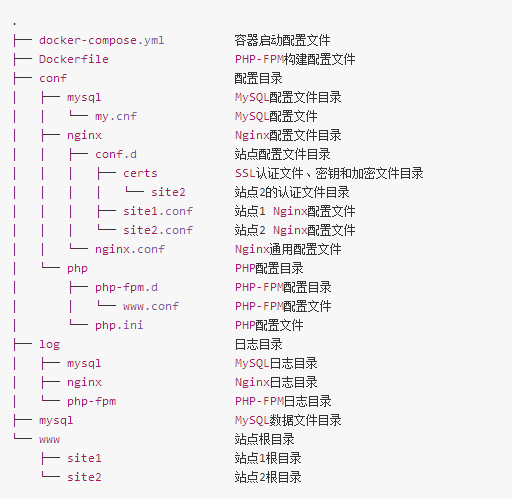 .
├── docker-compose.yml          容器启动配置文件
├── Dockerfile                  PHP-FPM构建配置文件
├── conf                        配置目录
│   ├── mysql                   MySQL配置文件目录
│   │   └── my.cnf              MySQL配置文件
│   ├── nginx                   Nginx配置文件目录
│   │   ├── conf.d              站点配置文件目录
│   │   │   ├── certs           SSL认证文件、密钥和加密文件目录
│   │   │   │   └── site2       站点2的认证文件目录
│   │   │   ├── site1.conf      站点1 Nginx配置文件
│   │   │   └── site2.conf      站点2 Nginx配置文件
│   │   └── nginx.conf          Nginx通用配置文件
│   └── php                     PHP配置目录
│       ├── php-fpm.d           PHP-FPM配置目录
│       │   └── www.conf        PHP-FPM配置文件
│       └── php.ini             PHP配置文件
├── log                         日志目录
│   ├── mysql                   MySQL日志目录
│   ├── nginx                   Nginx日志目录
│   └── php-fpm                 PHP-FPM日志目录
├── mysql                       MySQL数据文件目录
└── www                         站点根目录
    ├── site1                   站点1根目录
    └── site2                   站点2根目录